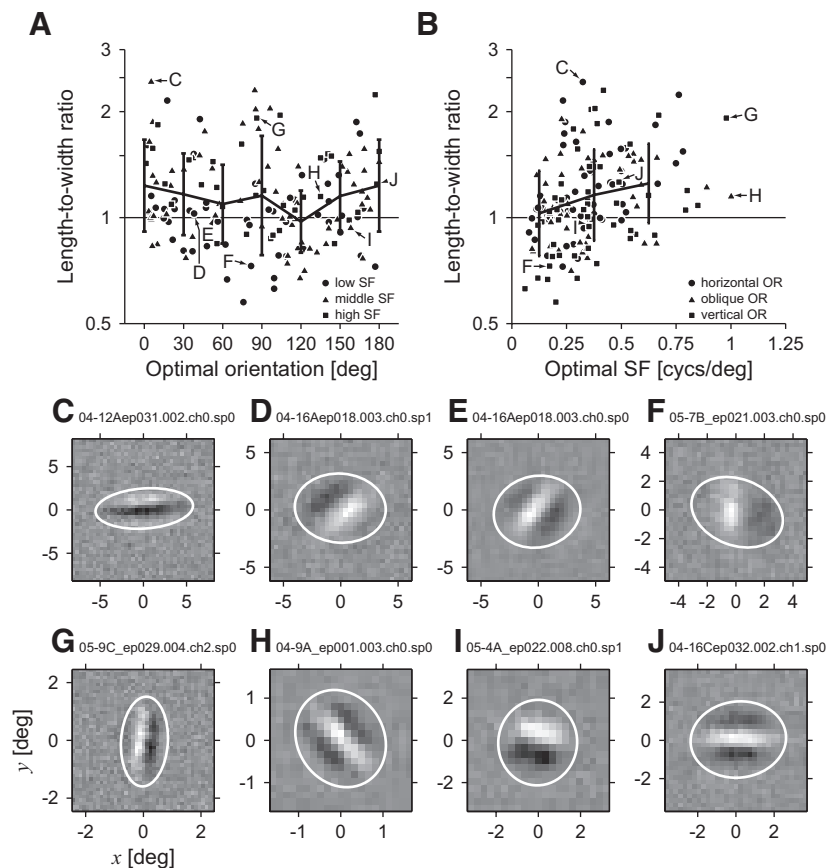 A
B
3
2
1
0.5
Length-to-width ratio
C
G
H
J
E
I
D
F
low SF
middle SF
high SF
0 30 60 90 120 150 180
Optimal orientation [deg]
3
2
1
0.5
Length-to-width ratio
C
G
J
H
I
F
horizontal OR
oblique OR
vertical OR
0 0.25 0.5 0.75 1 1.25
Optimal SF [cycs/deg]
C 04-12Aep031.002.ch0.sp0
5
0
-5
-5 0 5
D 04-16Aep018.003.ch0.sp1
5
0
-5
-5 0 5
E 04-16Aep018.003.ch0.sp0
5
0
-5
-5 0 5
F 05-7B_ep021.003.ch0.sp0
4
2
0
-2
-4
-4 -2 0 2 4
G 05-9C_ep029.004.ch2.sp0
2
0
-2
-2 0 2
y [deg]
x [deg]
H 04-9A_ep001.003.ch0.sp0
1
0
-1
-1 0 1
I 05-4A_ep022.008.ch0.sp1
2
0
-2
-2 0 2
J 04-16Cep032.002.ch1.sp0
2
0
-2
-2 0 2